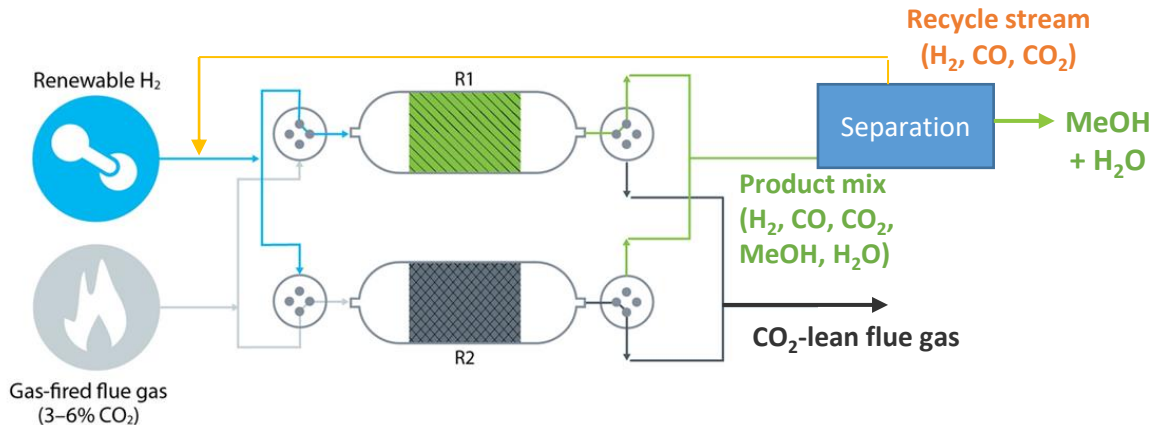 Recycle stream
(H₂, CO, CO₂)
Renewable H₂
R1
Separation
MeOH
+ H₂O
Product mix
(H₂, CO, CO₂,
MeOH, H₂O)
R2
CO₂-lean flue gas
Gas-fired flue gas
(3–6% CO₂)